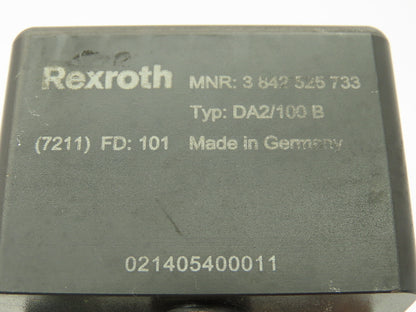 Rexroth MNR: 3 842 525 733
Typ: DA2/100 B
(7211) FD: 101 Made in Germany
021405400011